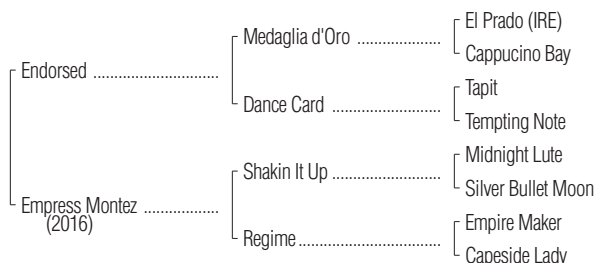 El Prado (IRE)
Medaglia d'Oro ....................
Cappucino Bay
Endorsed ..............................
Tapit
Dance Card ..........................
Tempting Note
Midnight Lute
Shakin It Up ..........................
Silver Bullet Moon
Empress Montez ..................
(2016)
Empire Maker
Regime ..................................
Capeside Lady